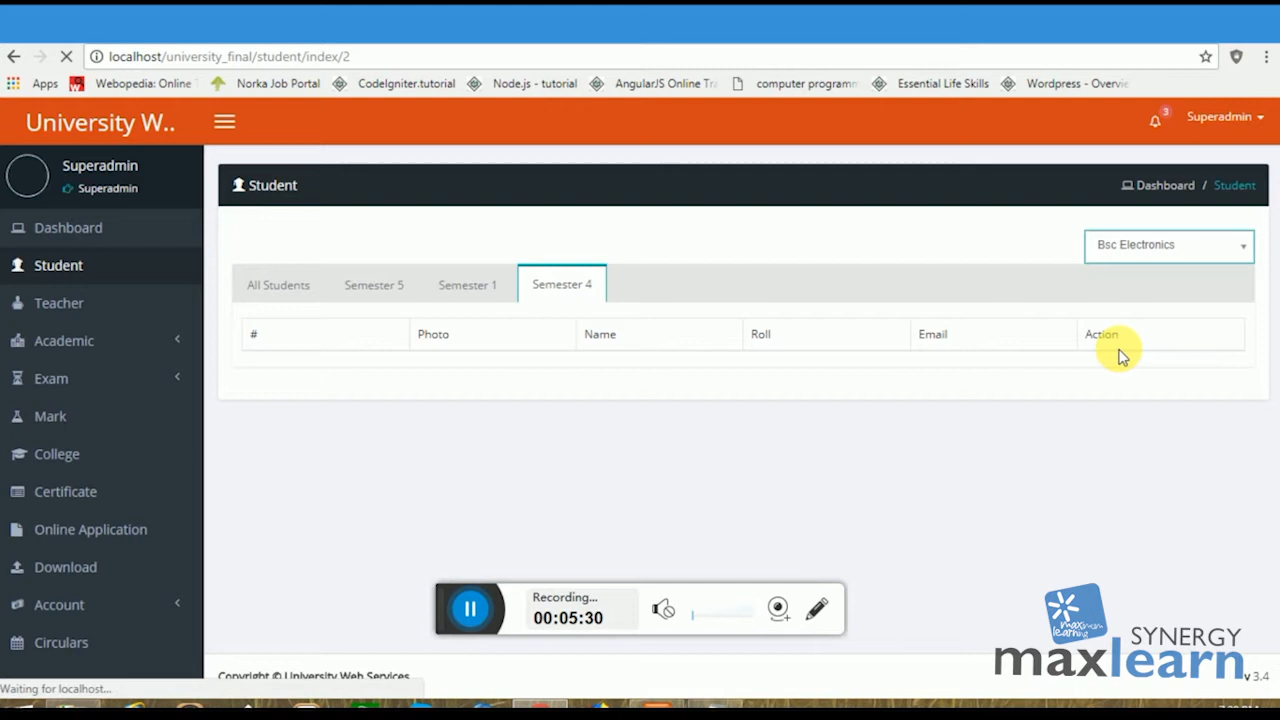 localhost/university_final/student/index/2
Apps Webopedia: Online Norka Job Portal CodeIgniter.tutorial Node.js - tutorial AngularJS Online Tra computer programm Essential Life Skills Wordpress - Overvie
University W..
3
Superadmin
Superadmin
Superadmin
Student
Dashboard / Student
Dashboard
Student
Teacher
Academic
Exam
Mark
College
Certificate
Online Application
Download
Account
Circulars
Bsc Electronics
All Students Semester 5 Semester 1 Semester 4
# Photo Name Roll Email Action
Recording...
00:05:30
SYNERGY
maxlearn
Copyright © University Web Services
v 3.4
Waiting for localhost...